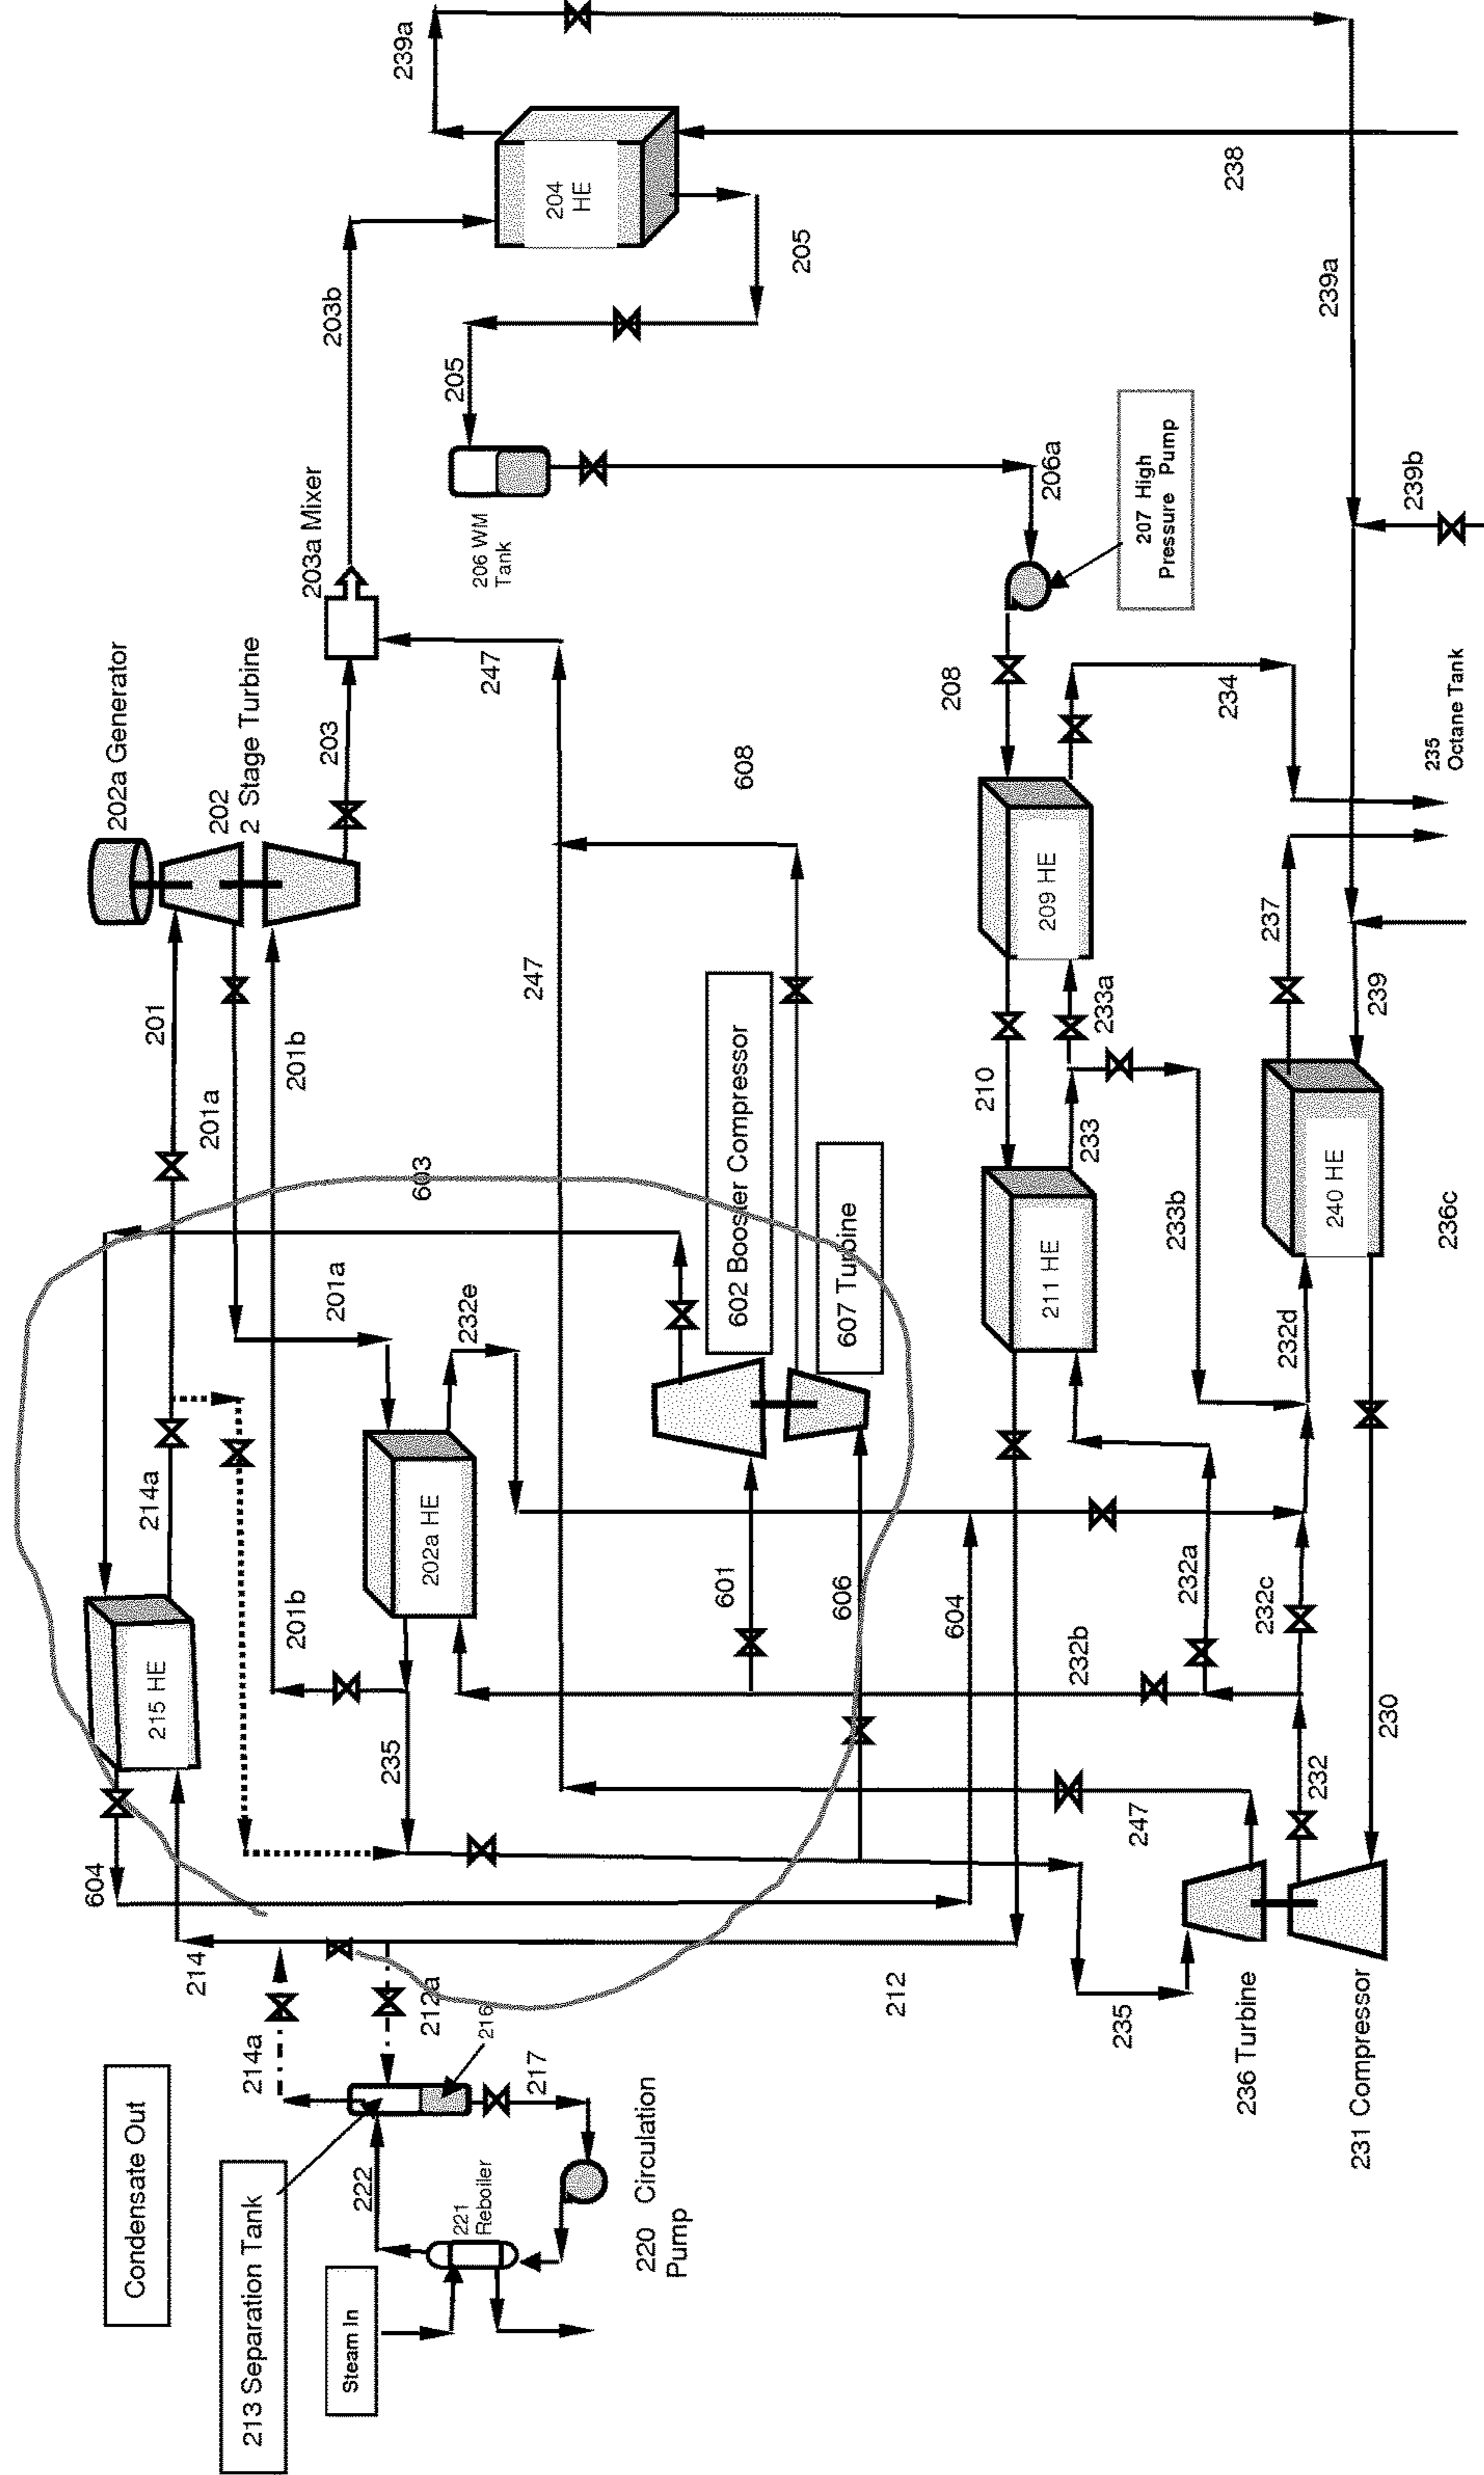 Condensate Out
604
215 HE
214a
201
202a Generator
214
201b
201a
202
2 Stage Turbine
213 Separation Tank
214a
201b
203
203a Mixer
203b
239a
Steam In
222
235
201a
603
212a
202a HE
232e
221
Reboiler
216
217
247
247
206 WM
Tank
205
204
HE
220 Circulation
Pump
601
602 Booster Compressor
608
205
606
607 Turbine
212
604
210
208
211 HE
209 HE
206a
232b
233
233a
235
247
207 High
Pressure Pump
232a
233b
234
238
236 Turbine
232c
232d
237
232
240 HE
239a
231 Compressor
230
239
239b
236c
235
Octane Tank